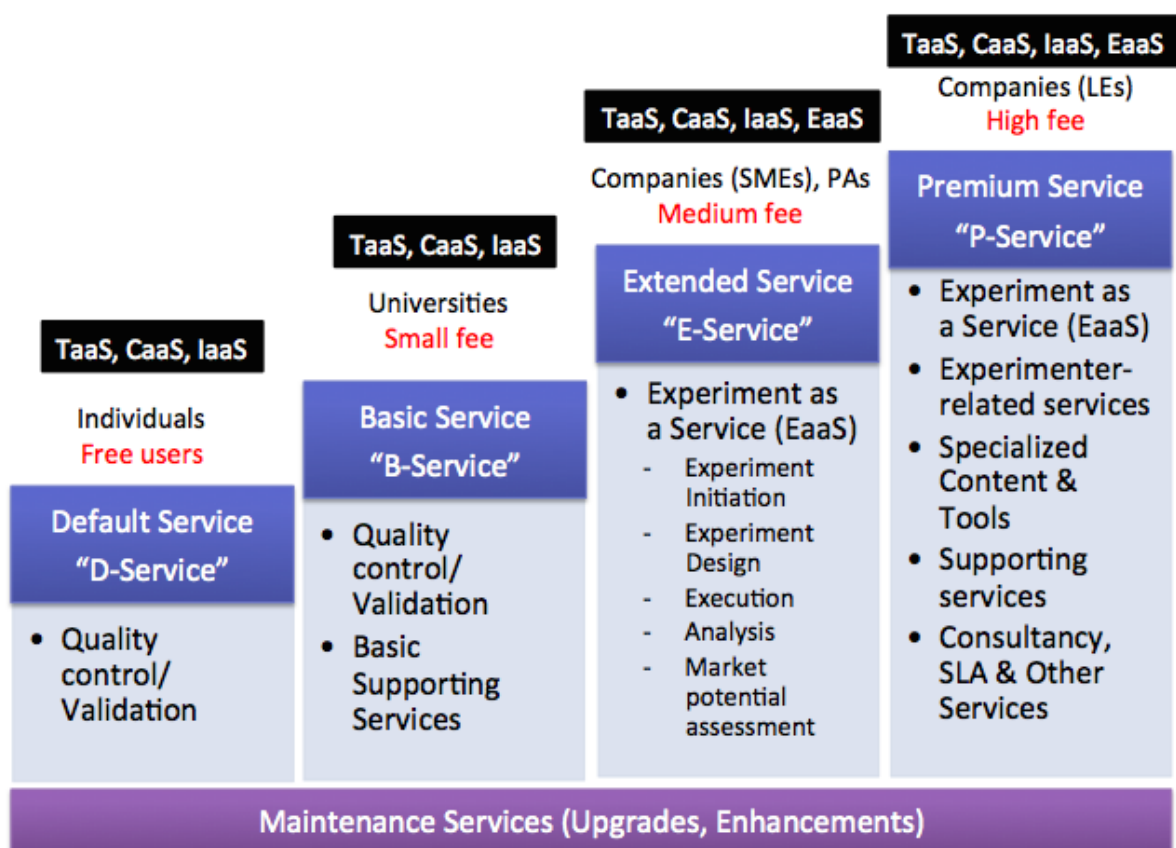 TaaS, CaaS, IaaS
Individuals
Free users
Default Service
“D-Service”
• Quality
control/
Validation
TaaS, CaaS, IaaS
Universities
Small fee
Basic Service
“B-Service”
• Quality
control/
Validation
• Basic
Supporting
Services
TaaS, CaaS, IaaS, EaaS
Companies (SMEs), PAs
Medium fee
Extended Service
“E-Service”
• Experiment as
a Service (EaaS)
- Experiment
Initiation
- Experiment
Design
- Execution
- Analysis
- Market
potential
assessment
TaaS, CaaS, IaaS, EaaS
Companies (LEs)
High fee
Premium Service
“P-Service”
• Experiment as
a Service (EaaS)
• Experimenter-
related services
• Specialized
Content &
Tools
• Supporting
services
• Consultancy,
SLA & Other
Services
Maintenance Services (Upgrades, Enhancements)